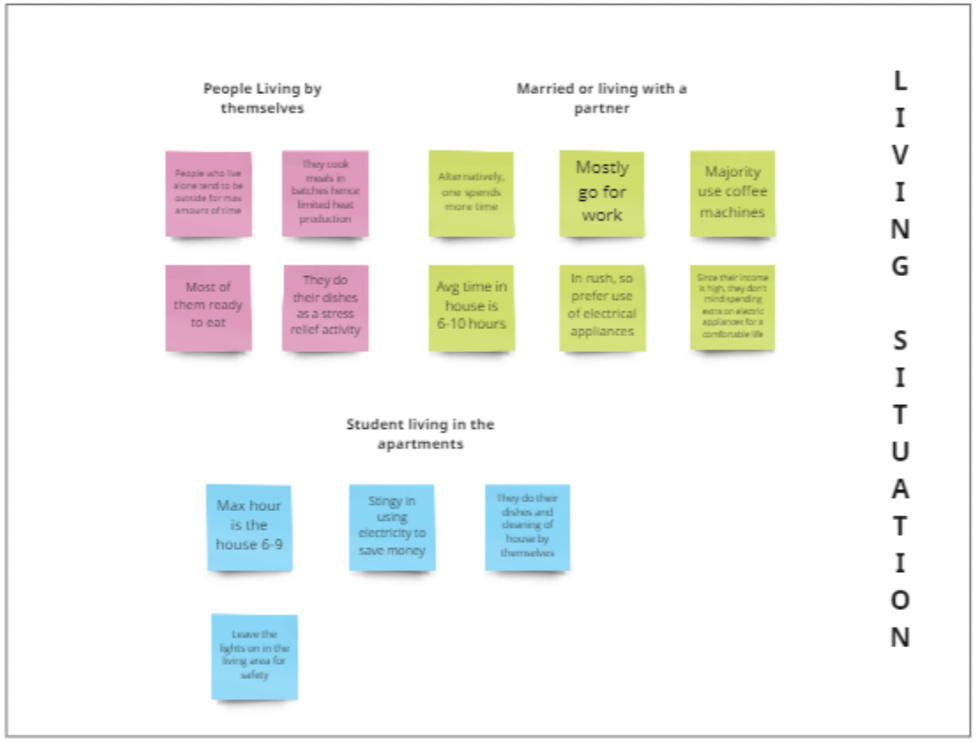 People Living by
themselves
People who live
alone tend to be
outside for max
amount of time
They cook
meals in
batches hence
limited heat
production
Most of
them ready
to eat
They do
their dishes
as a stress
relief activity
Married or living with a
partner
Alternatively,
one spends
more time
Mostly
go for
work
Majority
use coffee
machines
Avg time in
house is
6-10 hours
In rush, so
prefer use
of electrical
appliances
Since their income
is high, they don't
mind spending
extra on electric
appliances for a
comfortable life
Student living in the
apartments
Max hour
is the
house 6-9
Stingy in
using
electricity to
save money
They do their
dishes and
cleaning of
house by
themselves
Leave the
lights on in the
living area for
safety
LIVING SITUATION